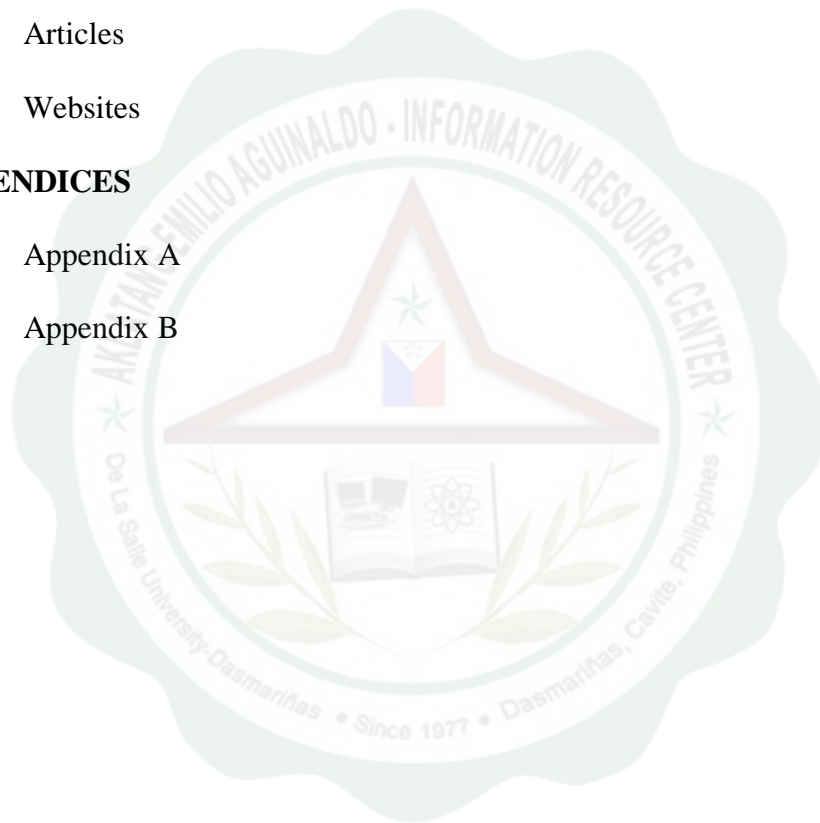 Articles
Websites
ENDICES
Appendix A
Appendix B
AKLATANG EMILIO AGUINALDO - INFORMATION RESOURCE CENTER
De La Salle University-Dasmariñas • Since 1977 • Dasmariñas, Cavite, Philippines